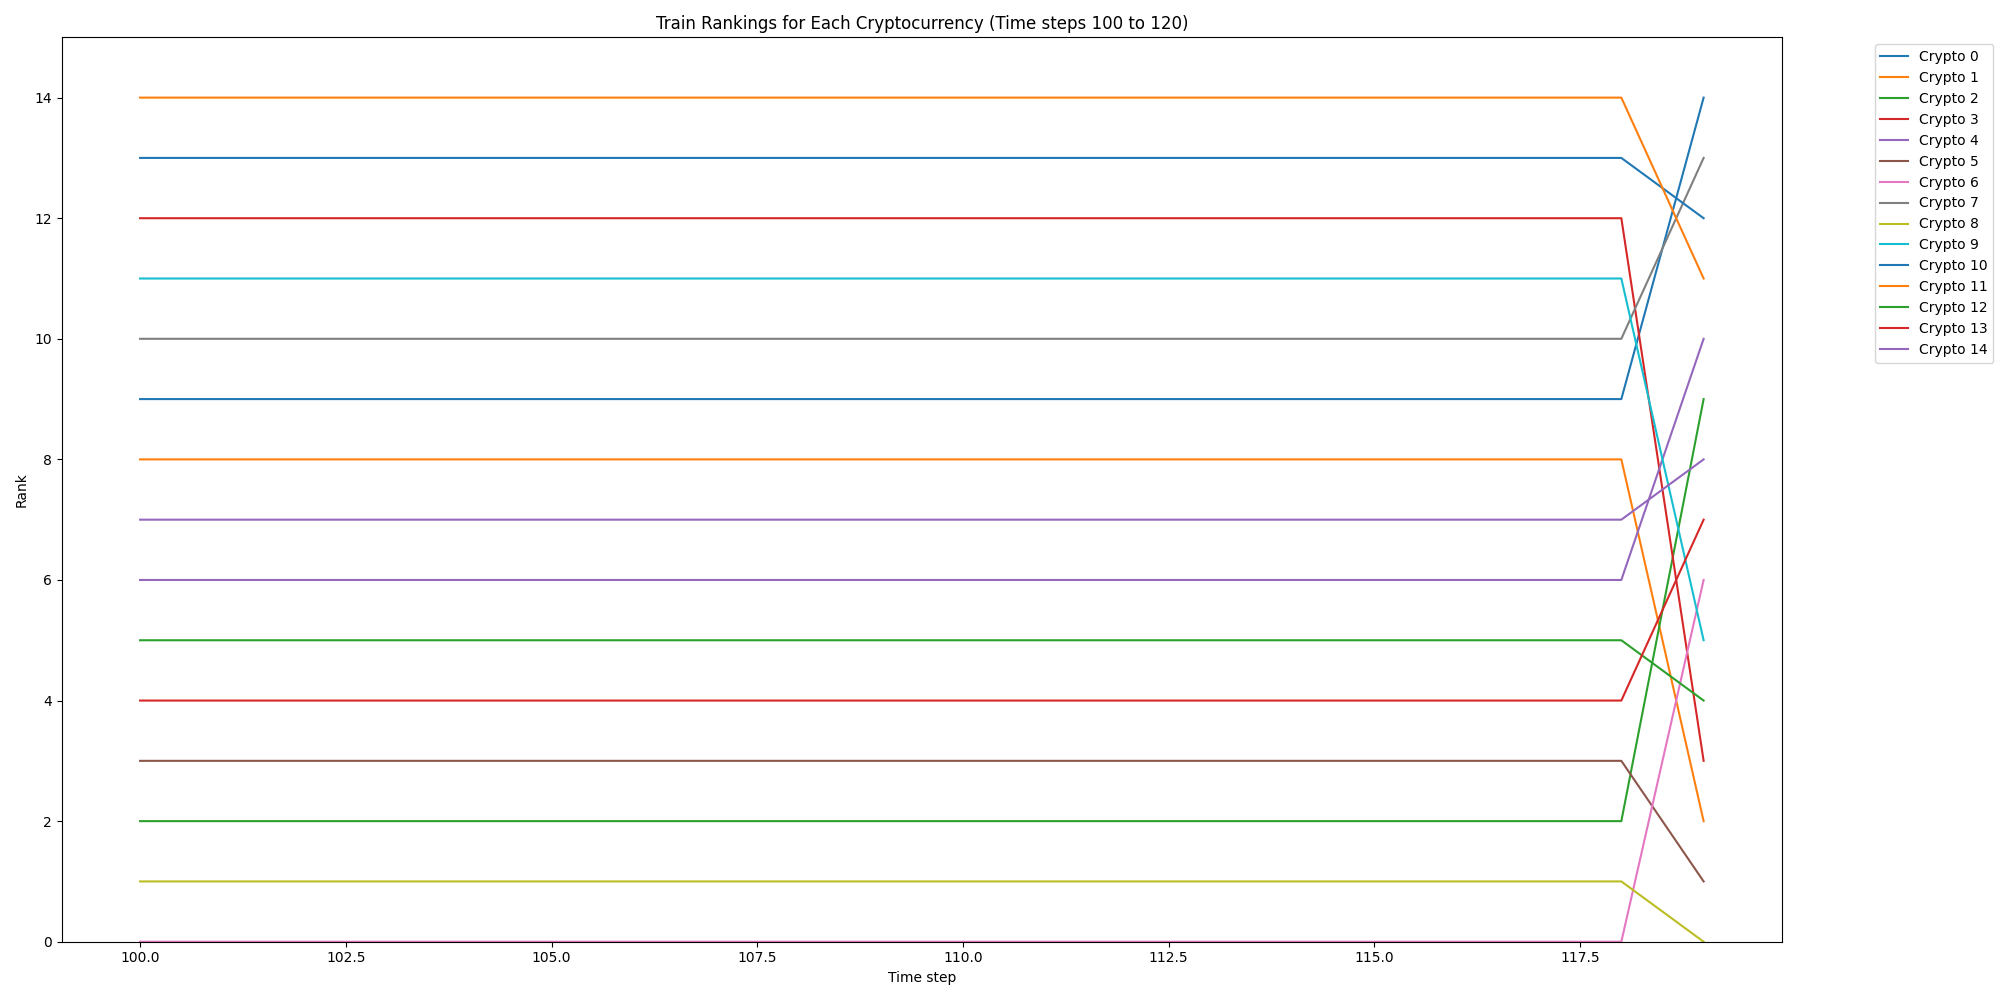 Train Rankings for Each Cryptocurrency (Time steps 100 to 120)
Rank
14
12
10
8
6
4
2
0
100.0 102.5 105.0 107.5 110.0 112.5 115.0 117.5
Time step
Crypto 0
Crypto 1
Crypto 2
Crypto 3
Crypto 4
Crypto 5
Crypto 6
Crypto 7
Crypto 8
Crypto 9
Crypto 10
Crypto 11
Crypto 12
Crypto 13
Crypto 14